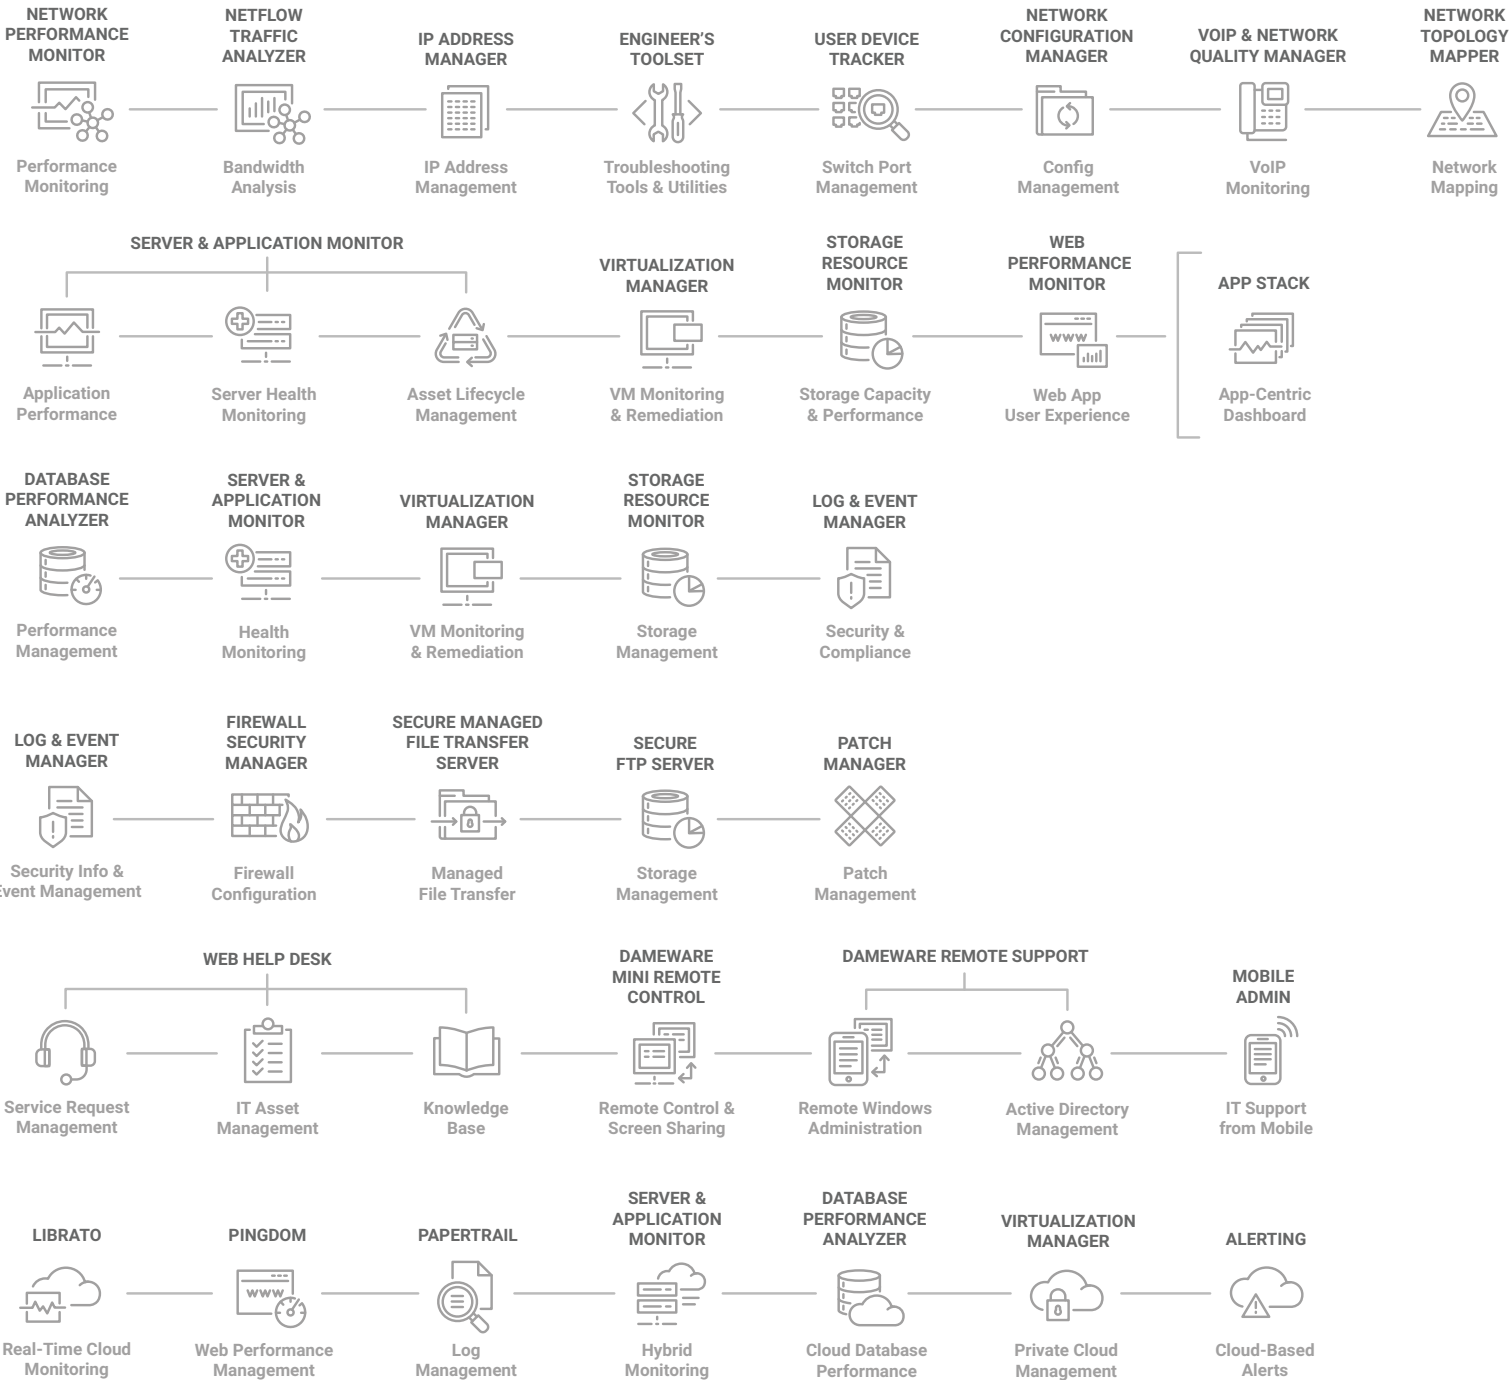 NETWORK
PERFORMANCE
MONITOR
Performance
Monitoring
NETFLOW
TRAFFIC
ANALYZER
Bandwidth
Analysis
IP ADDRESS
MANAGER
IP Address
Management
ENGINEER'S
TOOLSET
Troubleshooting
Tools & Utilities
USER DEVICE
TRACKER
Switch Port
Management
NETWORK
CONFIGURATION
MANAGER
Config
Management
VOIP & NETWORK
QUALITY MANAGER
VoIP
Monitoring
NETWORK
TOPOLOGY
MAPPER
Network
Mapping
SERVER & APPLICATION MONITOR
Application
Performance
Server Health
Monitoring
Asset Lifecycle
Management
VIRTUALIZATION
MANAGER
VM Monitoring
& Remediation
STORAGE
RESOURCE
MONITOR
Storage Capacity
& Performance
WEB
PERFORMANCE
MONITOR
www
Web App
User Experience
APP STACK
App-Centric
Dashboard
DATABASE
PERFORMANCE
ANALYZER
Performance
Management
SERVER &
APPLICATION
MONITOR
Health
Monitoring
VIRTUALIZATION
MANAGER
VM Monitoring
& Remediation
STORAGE
RESOURCE
MONITOR
Storage
Management
LOG & EVENT
MANAGER
Security &
Compliance
LOG & EVENT
MANAGER
Security Info &
Event Management
FIREWALL
SECURITY
MANAGER
Firewall
Configuration
SECURE MANAGED
FILE TRANSFER
SERVER
Managed
File Transfer
SECURE
FTP SERVER
Storage
Management
PATCH
MANAGER
Patch
Management
WEB HELP DESK
Service Request
Management
IT Asset
Management
Knowledge
Base
DAMEWARE
MINI REMOTE
CONTROL
Remote Control &
Screen Sharing
DAMEWARE REMOTE SUPPORT
Remote Windows
Administration
Active Directory
Management
MOBILE
ADMIN
IT Support
from Mobile
LIBRATO
Real-Time Cloud
Monitoring
PINGDOM
www
Web Performance
Management
PAPERTRAIL
Log
Management
SERVER &
APPLICATION
MONITOR
Hybrid
Monitoring
DATABASE
PERFORMANCE
ANALYZER
Cloud Database
Performance
VIRTUALIZATION
MANAGER
Private Cloud
Management
ALERTING
Cloud-Based
Alerts